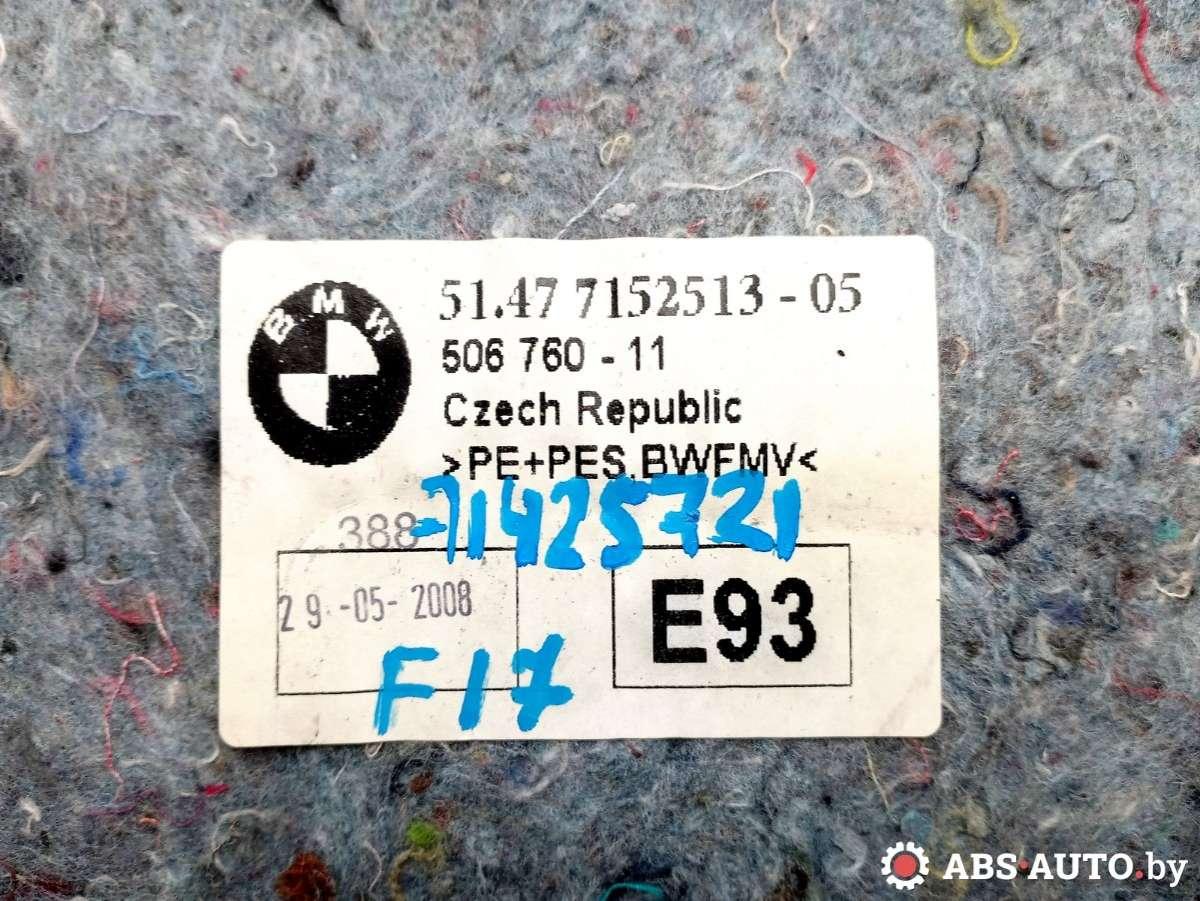 BMW
51.47 7152513 - 05
506 760 - 11
Czech Republic
>PE+PES.BWFMV<
388
71425721
29.-05-2008
E93
F17
ABS-AUTO.by